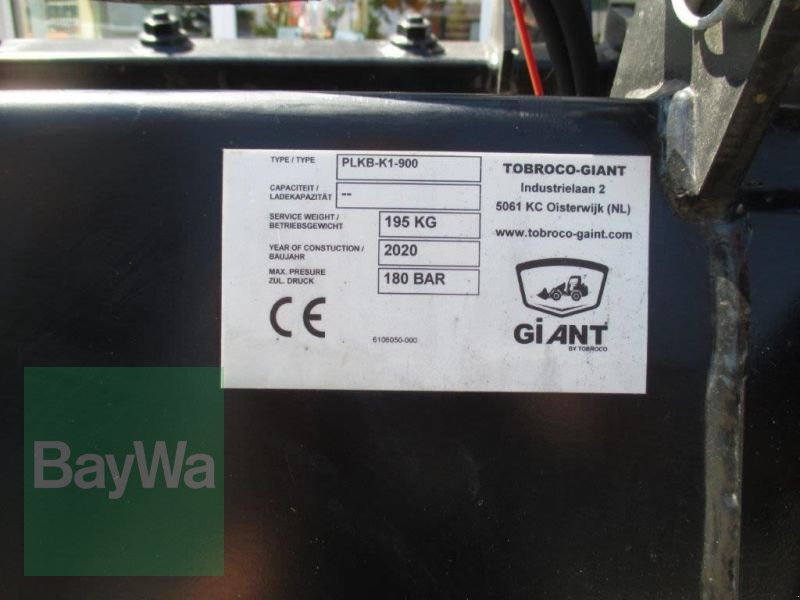 TYPE / TYPE PLKB-K1-900
CAPACITEIT / LADEKAPAZITÄT --
SERVICE WEIGHT / BETRIEBSGEWICHT 195 KG
YEAR OF CONSTUCTION / BAUJAHR 2020
MAX. PRESURE ZUL. DRUCK 180 BAR
CE
6106050-000
TOBROCO-GIANT
Industrielaan 2
5061 KC Oisterwijk (NL)
www.tobroco-gaint.com
GiANT
BY TOBROCO
BayWa